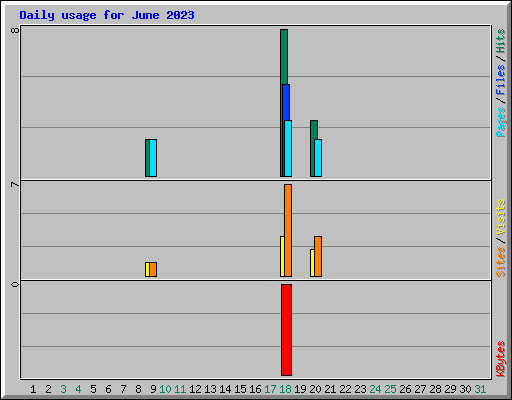 Daily usage for June 2023
8
7
0
Pages/Files/Hits
Sites/Visits
KBytes
1 2 3 4 5 6 7 8 9 10 11 12 13 14 15 16 17 18 19 20 21 22 23 24 25 26 27 28 29 30 31